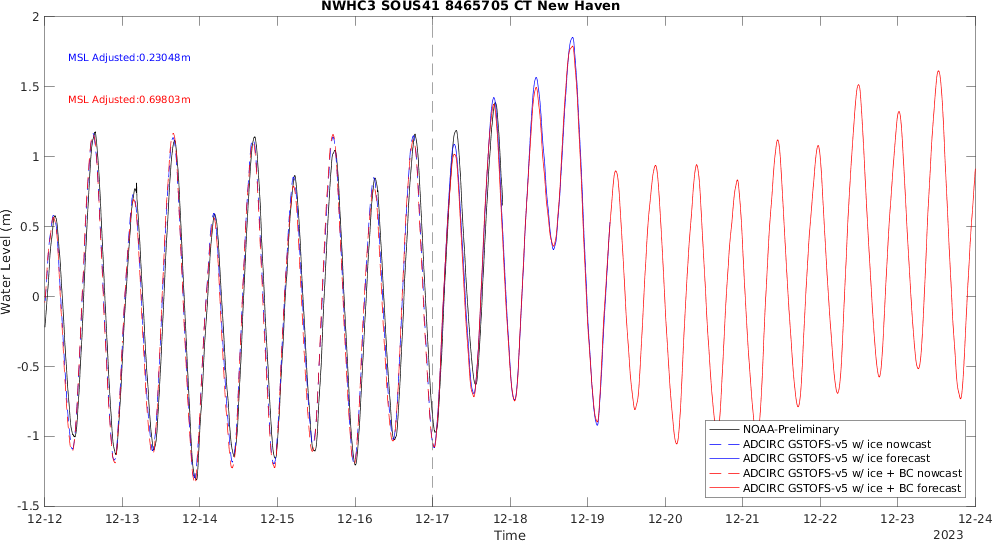 NWHC3 SOUS41 8465705 CT New Haven
2
1.5
1
0.5
0
-0.5
-1
-1.5
Water Level (m)
MSL Adjusted:0.23048m
MSL Adjusted:0.69803m
NOAA-Preliminary
ADCIRC GSTOFS-v5 w/ ice nowcast
ADCIRC GSTOFS-v5 w/ ice forecast
ADCIRC GSTOFS-v5 w/ ice + BC nowcast
ADCIRC GSTOFS-v5 w/ ice + BC forecast
12-12 12-13 12-14 12-15 12-16 12-17 12-18 12-19 12-20 12-21 12-22 12-23 12-24
Time
2023